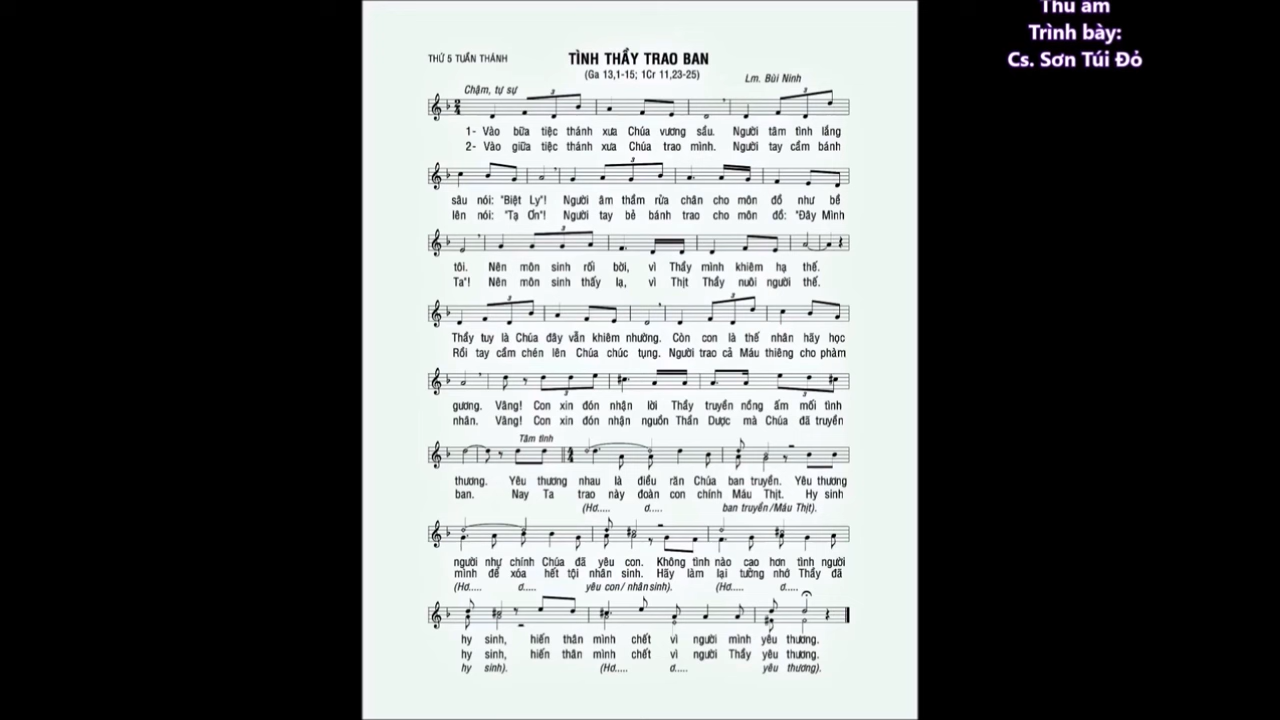 Thu âm
Trình bày:
Cs. Sơn Túi Đỏ
THỨ 5 TUẦN THÁNH
TÌNH THẦY TRAO BAN
(Ga 13,1-15; 1Cr 11,23-25)
Lm. Bùi Ninh
Chậm, tự sự
1- Vào bữa tiệc thánh xưa Chúa vương sầu. Người tâm tình lắng
2- Vào giữa tiệc thánh xưa Chúa trao mình. Người tay cầm bánh
sâu nói: "Biệt Ly"! Người âm thầm rửa chân cho môn đồ như bề
lên nói: "Tạ Ơn"! Người tay bẻ bánh trao cho môn đồ: "Đây Mình
tôi. Nên môn sinh rối bời, vì Thầy mình khiêm hạ thế.
Ta"! Nên môn sinh thấy lạ, vì Thịt Thầy nuôi người thế.
Thầy tuy là Chúa đây vẫn khiêm nhường. Còn con là thế nhân hãy học
Rồi tay cầm chén lên Chúa chúc tụng. Người trao cả Máu thiêng cho phàm
gương. Vâng! Con xin đón nhận lời Thầy truyền nồng ấm mối tình
nhân. Vâng! Con xin đón nhận nguồn Thần Dược mà Chúa đã truyền
Tâm tình
thương. Yêu thương nhau là điều răn Chúa ban truyền. Yêu thương
ban. Nay Ta trao này đoàn con chính Máu Thịt. Hy sinh
(Hơ..... ơ..... ban truyền/Máu Thịt).
người như chính Chúa đã yêu con. Không tình nào cao hơn tình người
mình để xóa hết tội nhân sinh. Hãy làm lại tưởng nhớ Thầy đã
(Hơ..... ơ..... yêu con/ nhân sinh). (Hơ..... ơ.....
hy sinh, hiến thân mình chết vì người mình yêu thương.
hy sinh, hiến thân mình chết vì người Thầy yêu thương.
hy sinh). (Hơ..... ơ..... yêu thương).